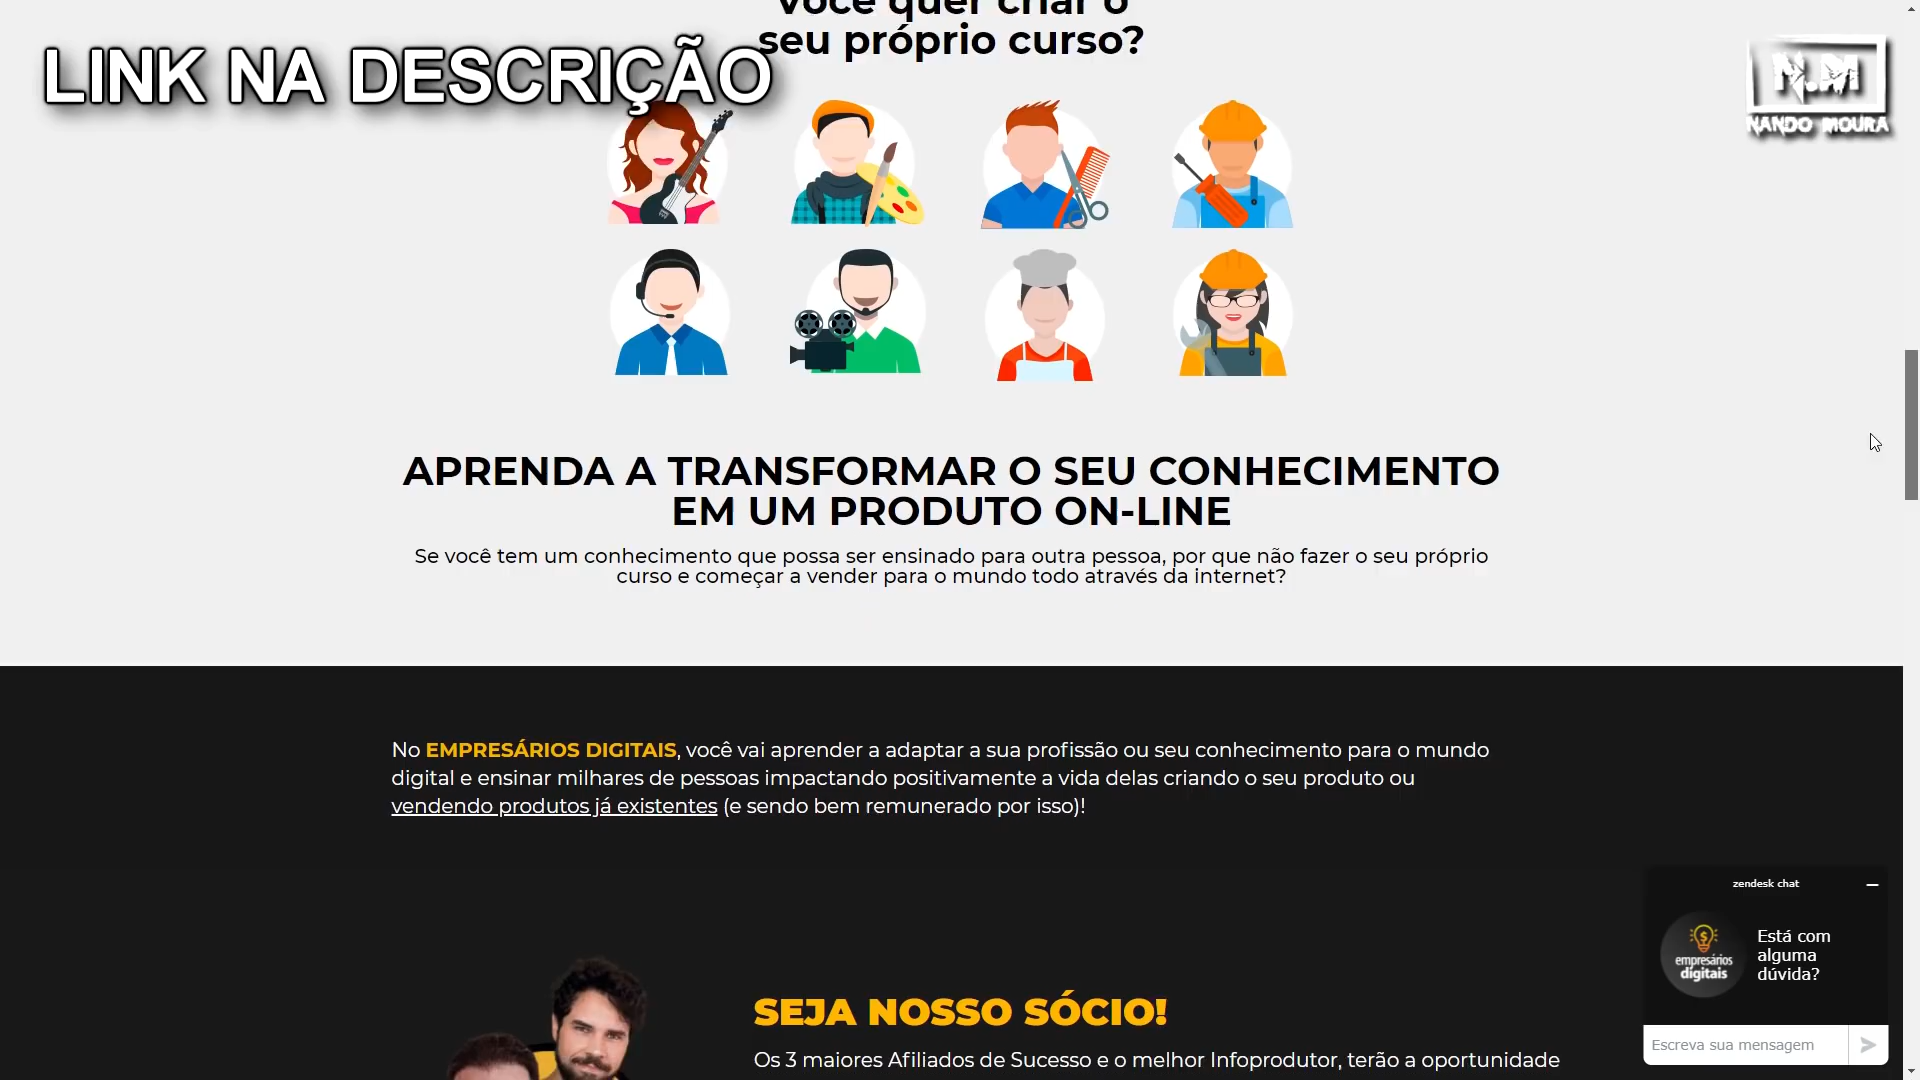 Você quer criar o
seu próprio curso?
LINK NA DESCRIÇÃO
N.M
NANDO MOURA
APRENDA A TRANSFORMAR O SEU CONHECIMENTO
EM UM PRODUTO ON-LINE
Se você tem um conhecimento que possa ser ensinado para outra pessoa, por que não fazer o seu próprio
curso e começar a vender para o mundo todo através da internet?
No EMPRESÁRIOS DIGITAIS, você vai aprender a adaptar a sua profissão ou seu conhecimento para o mundo
digital e ensinar milhares de pessoas impactando positivamente a vida delas criando o seu produto ou
vendendo produtos já existentes (e sendo bem remunerado por isso)!
SEJA NOSSO SÓCIO!
Os 3 maiores Afiliados de Sucesso e o melhor Infoprodutor, terão a oportunidade
zendesk chat
empresários
digitais
Está com
alguma
dúvida?
Escreva sua mensagem